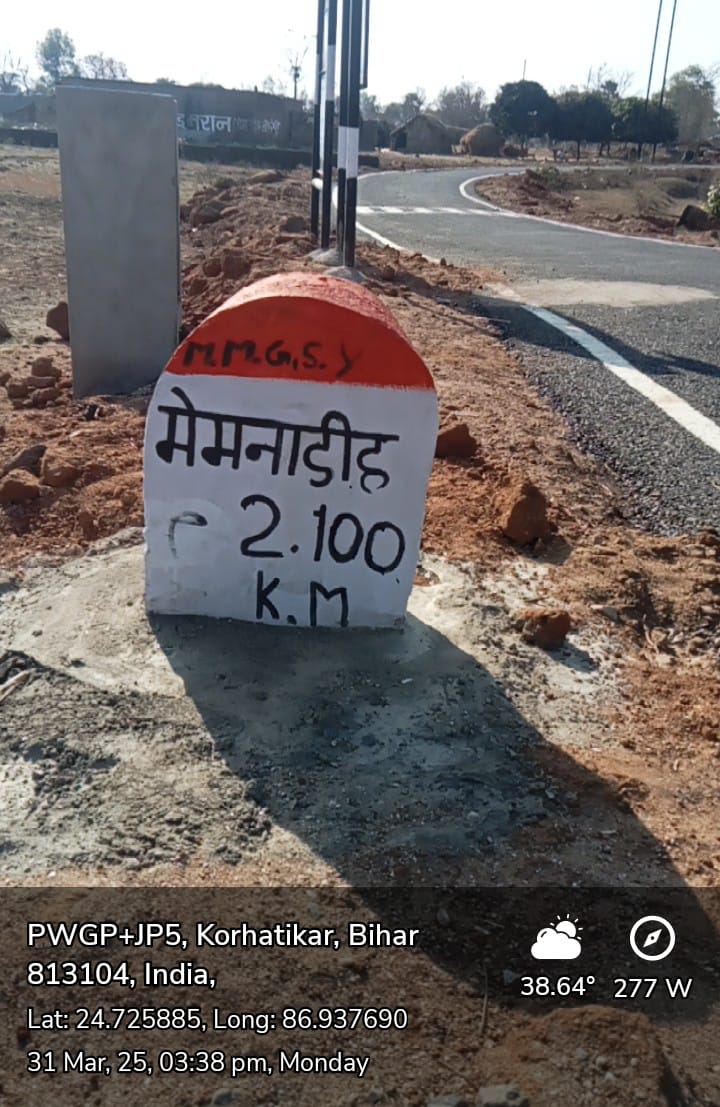 M.M.G.S.Y
मेमनाडीह
2.100
K.M
PWGP+JP5, Korhatikar, Bihar
813104, India,
38.64°
277 W
Lat: 24.725885, Long: 86.937690
31 Mar, 25, 03:38 pm, Monday